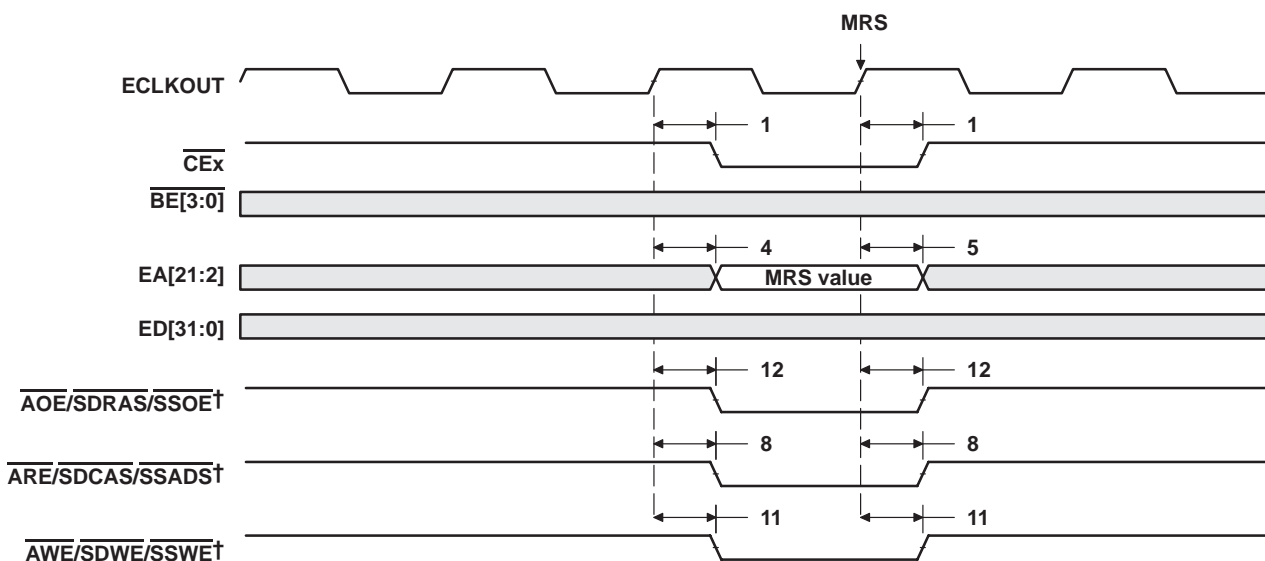 MRS
ECLKOUT
1 1
CEx
BE[3:0]
4 5
EA[21:2] MRS value
ED[31:0]
12 12
AOE/SDRAS/SSOE†
8 8
ARE/SDCAS/SSADS†
11 11
AWE/SDWE/SSWE†